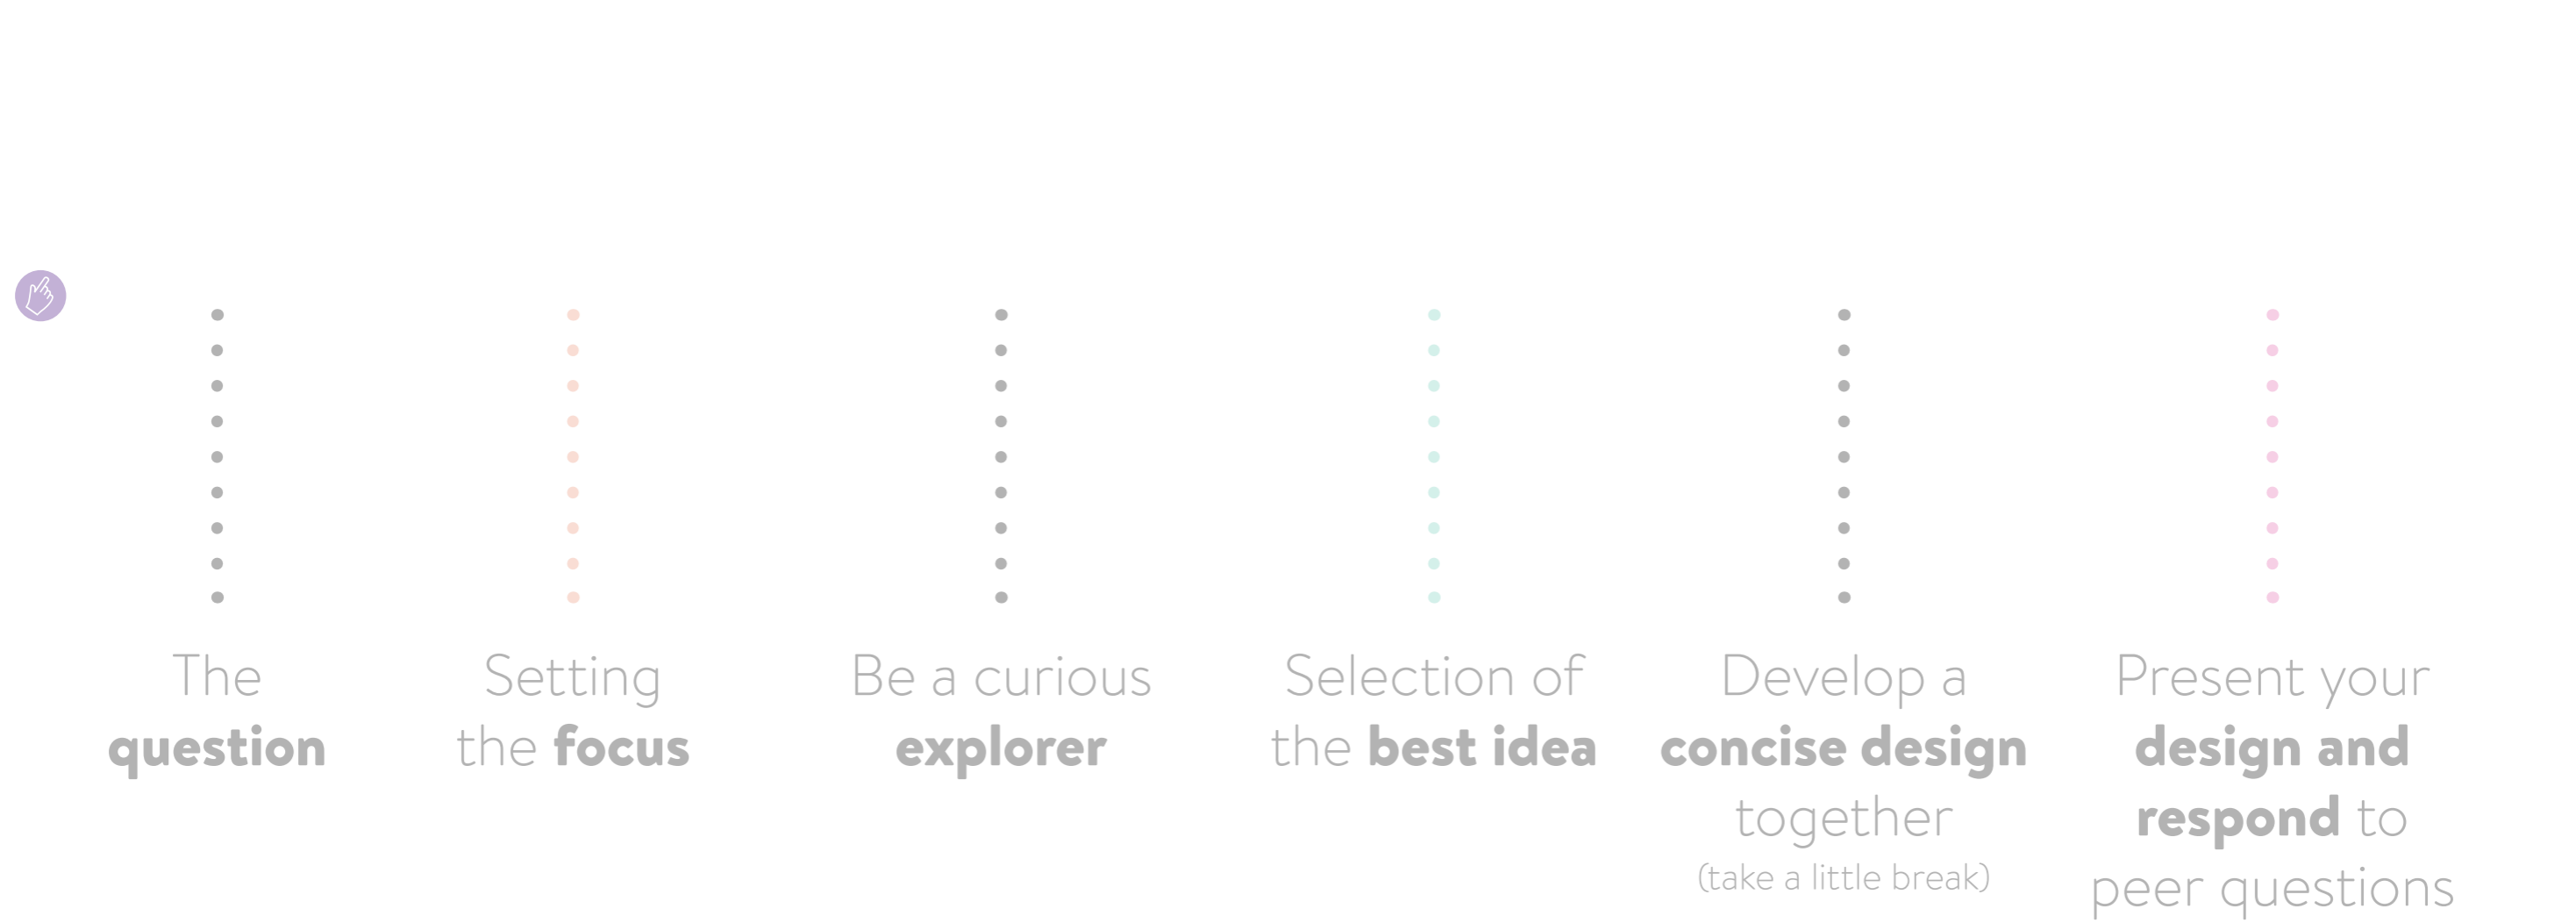 The
question
Setting
the focus
Be a curious
explorer
Selection of
the best idea
Develop a
concise design
together
(take a little break)
Present your
design and
respond to
peer questions